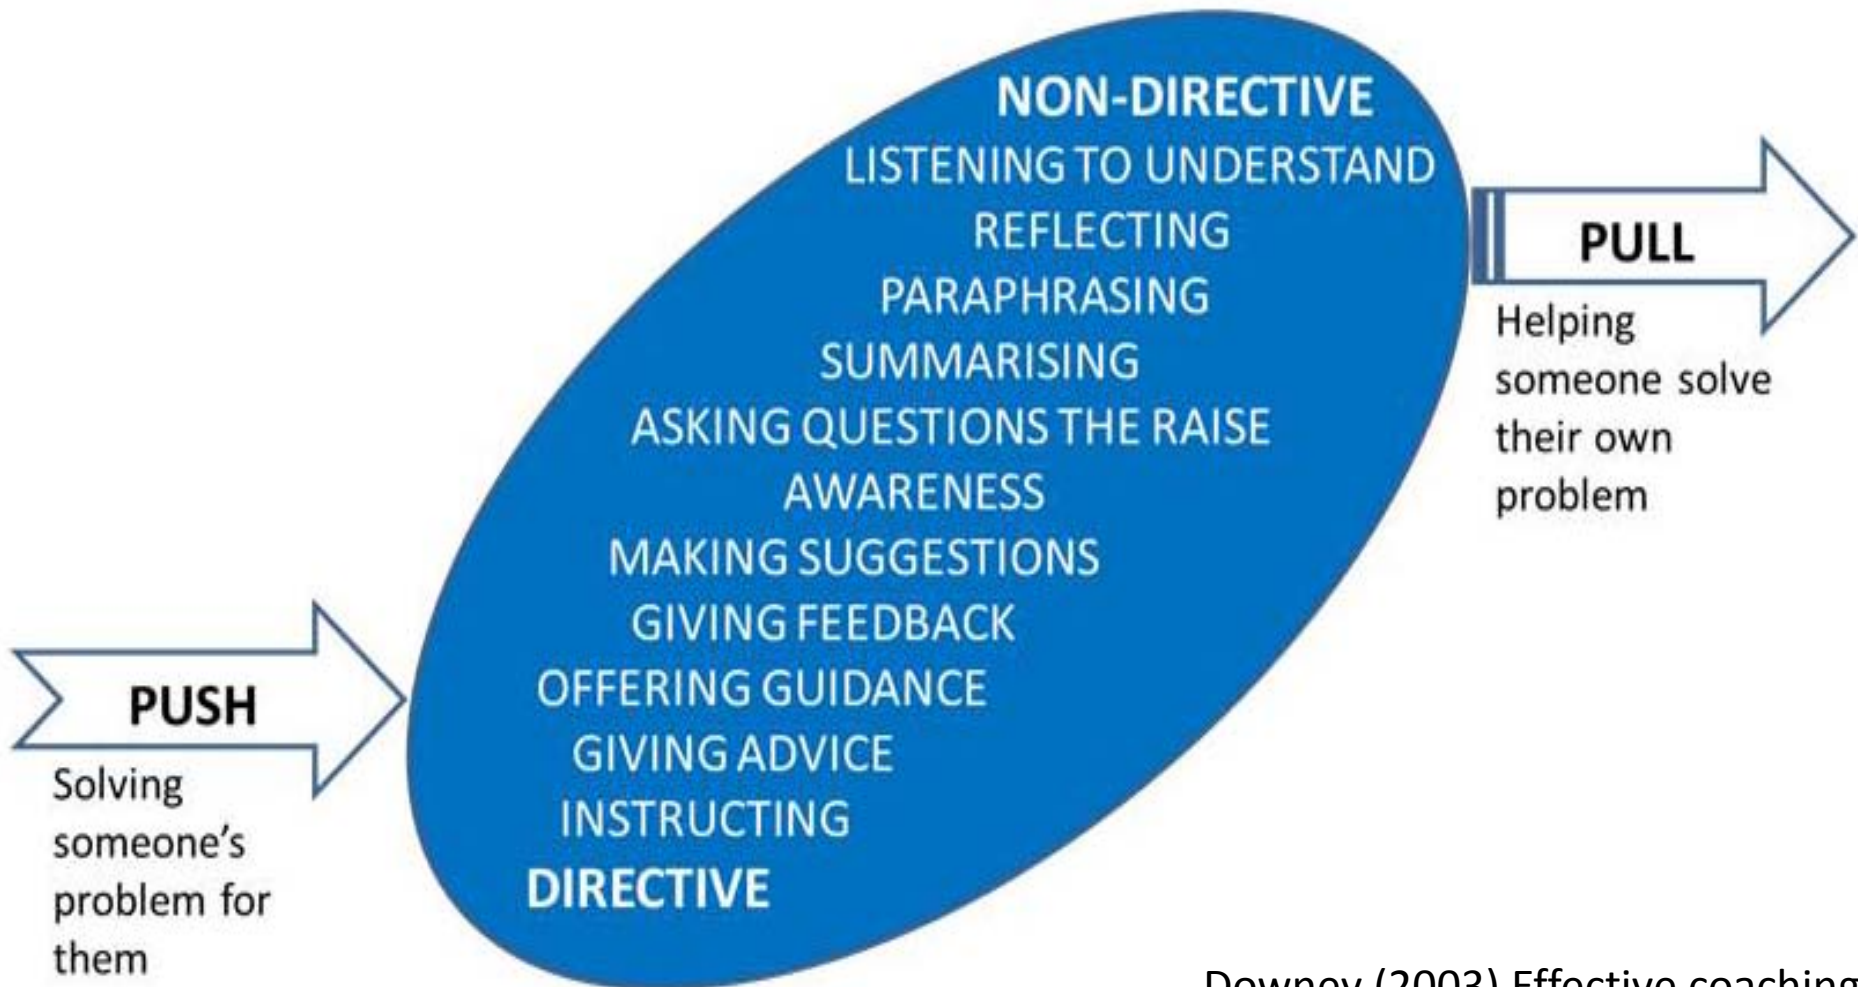 NON-DIRECTIVE
LISTENING TO UNDERSTAND
REFLECTING
PARAPHRASING
SUMMARISING
ASKING QUESTIONS THE RAISE
AWARENESS
MAKING SUGGESTIONS
GIVING FEEDBACK
OFFERING GUIDANCE
GIVING ADVICE
INSTRUCTING
DIRECTIVE
PUSH
Solving
someone's
problem for
them
PULL
Helping
someone solve
their own
problem
Downey (2003) Effective coaching